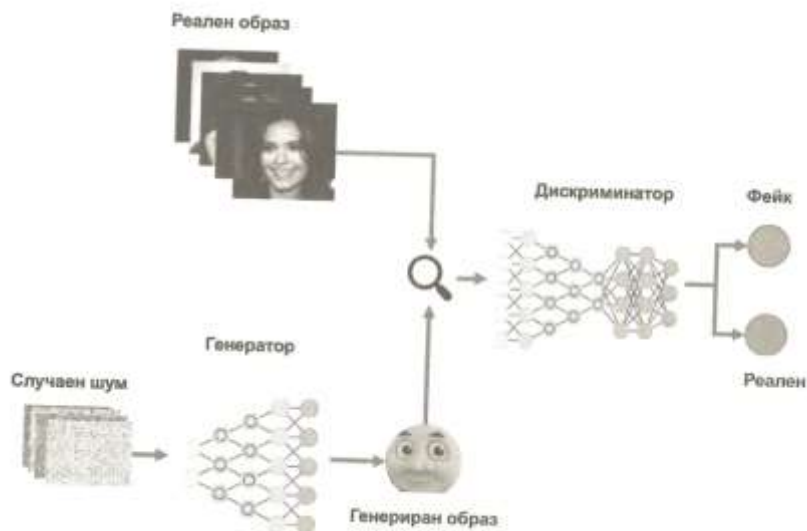 Реален образ
Дискриминатор
Фейк
Генератор
Случаен шум
Реален
Генериран образ